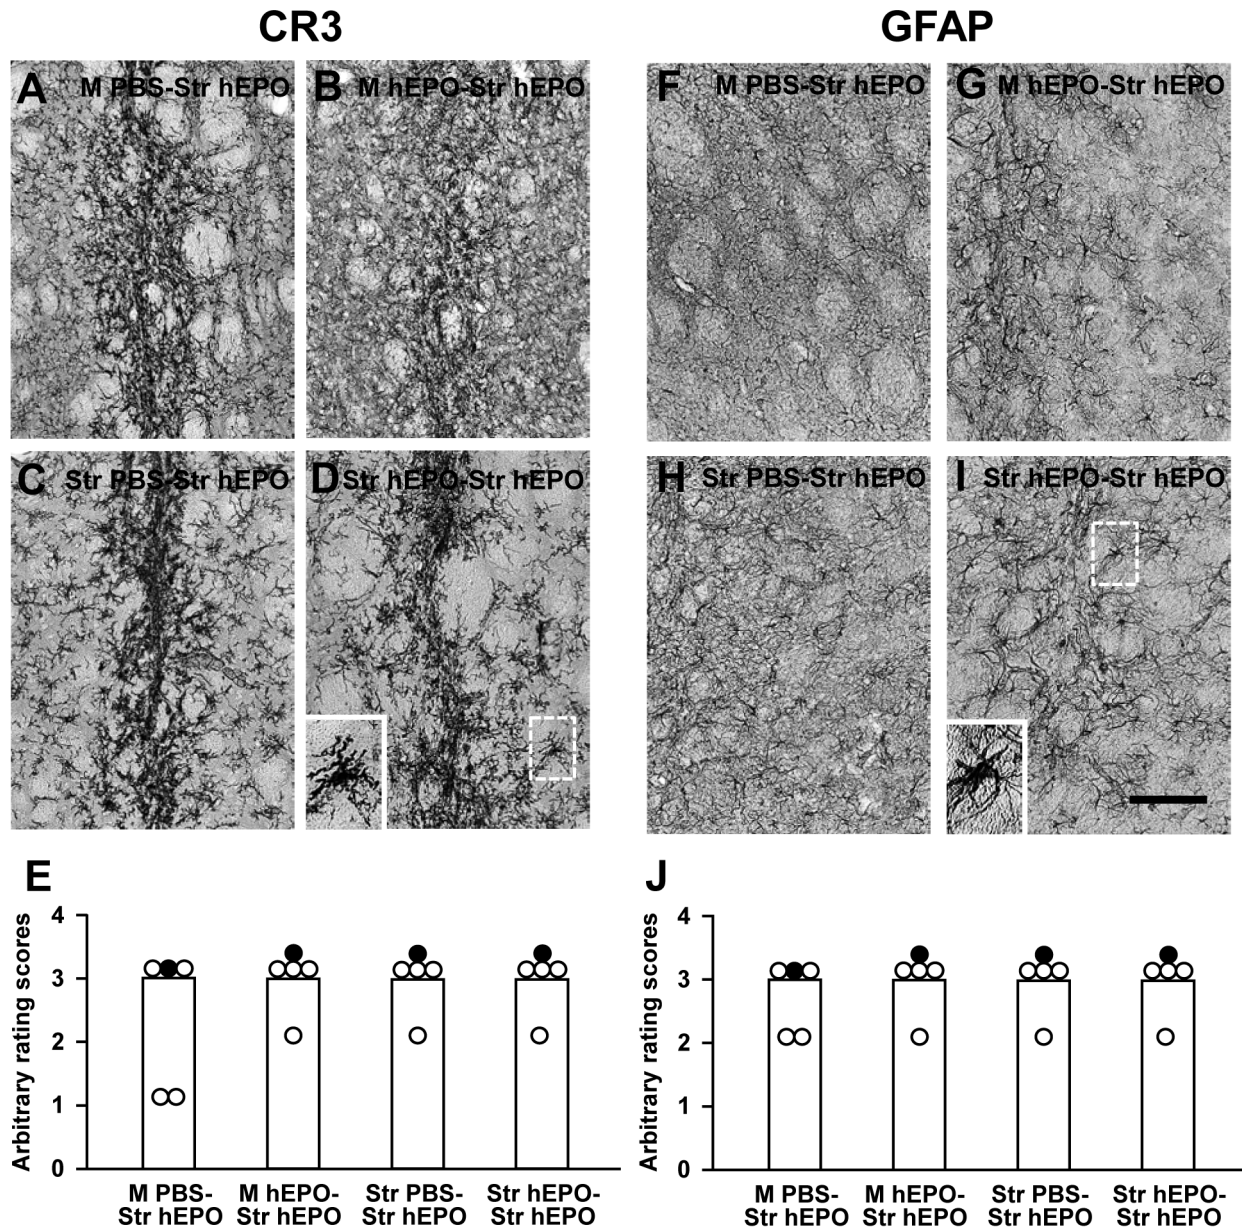 CR3
GFAP
A M PBS-Str hEPO
B M hEPO-Str hEPO
F M PBS-Str hEPO
G M hEPO-Str hEPO
C Str PBS-Str hEPO
D Str hEPO-Str hEPO
H Str PBS-Str hEPO
I Str hEPO-Str hEPO
E
Arbitrary rating scores
4
3
2
1
0
M PBS-
Str hEPO
M hEPO-
Str hEPO
Str PBS-
Str hEPO
Str hEPO-
Str hEPO
J
Arbitrary rating scores
4
3
2
1
0
M PBS-
Str hEPO
M hEPO-
Str hEPO
Str PBS-
Str hEPO
Str hEPO-
Str hEPO